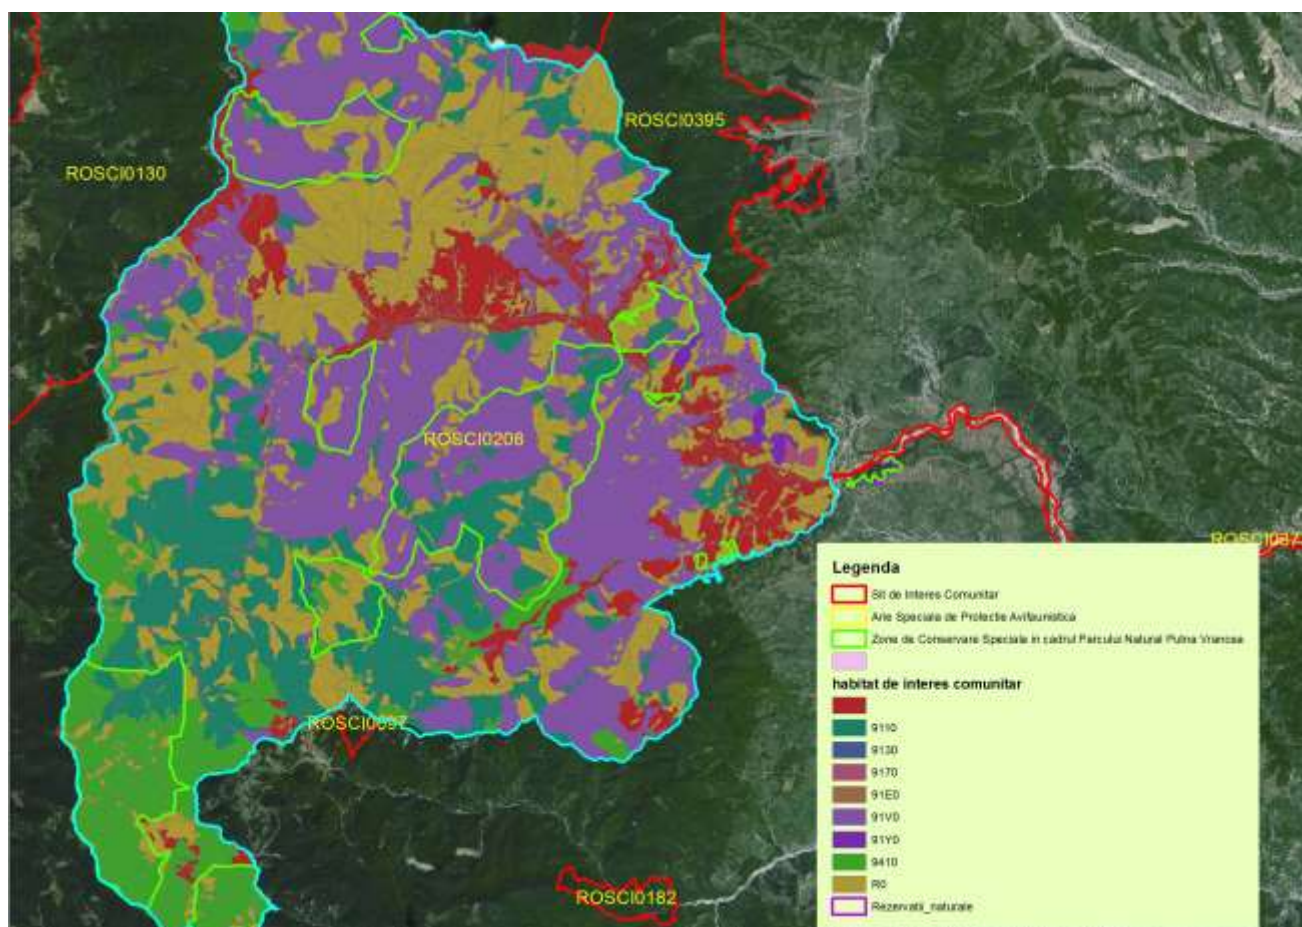 ROSCI0395
ROSCI0130
ROSCI0208
ROSCI0097
ROSCI0182
Legenda
Sit de Interes Comunitar
Arie Speciala de Protectie Avifaunistica
Zone de Conservare Speciala in cadrul Parcului Natural Putna Vrancea
habitat de interes comunitar
9110
9130
9170
91E0
91V0
91Y0
9410
R0
Rezervatii_naturale